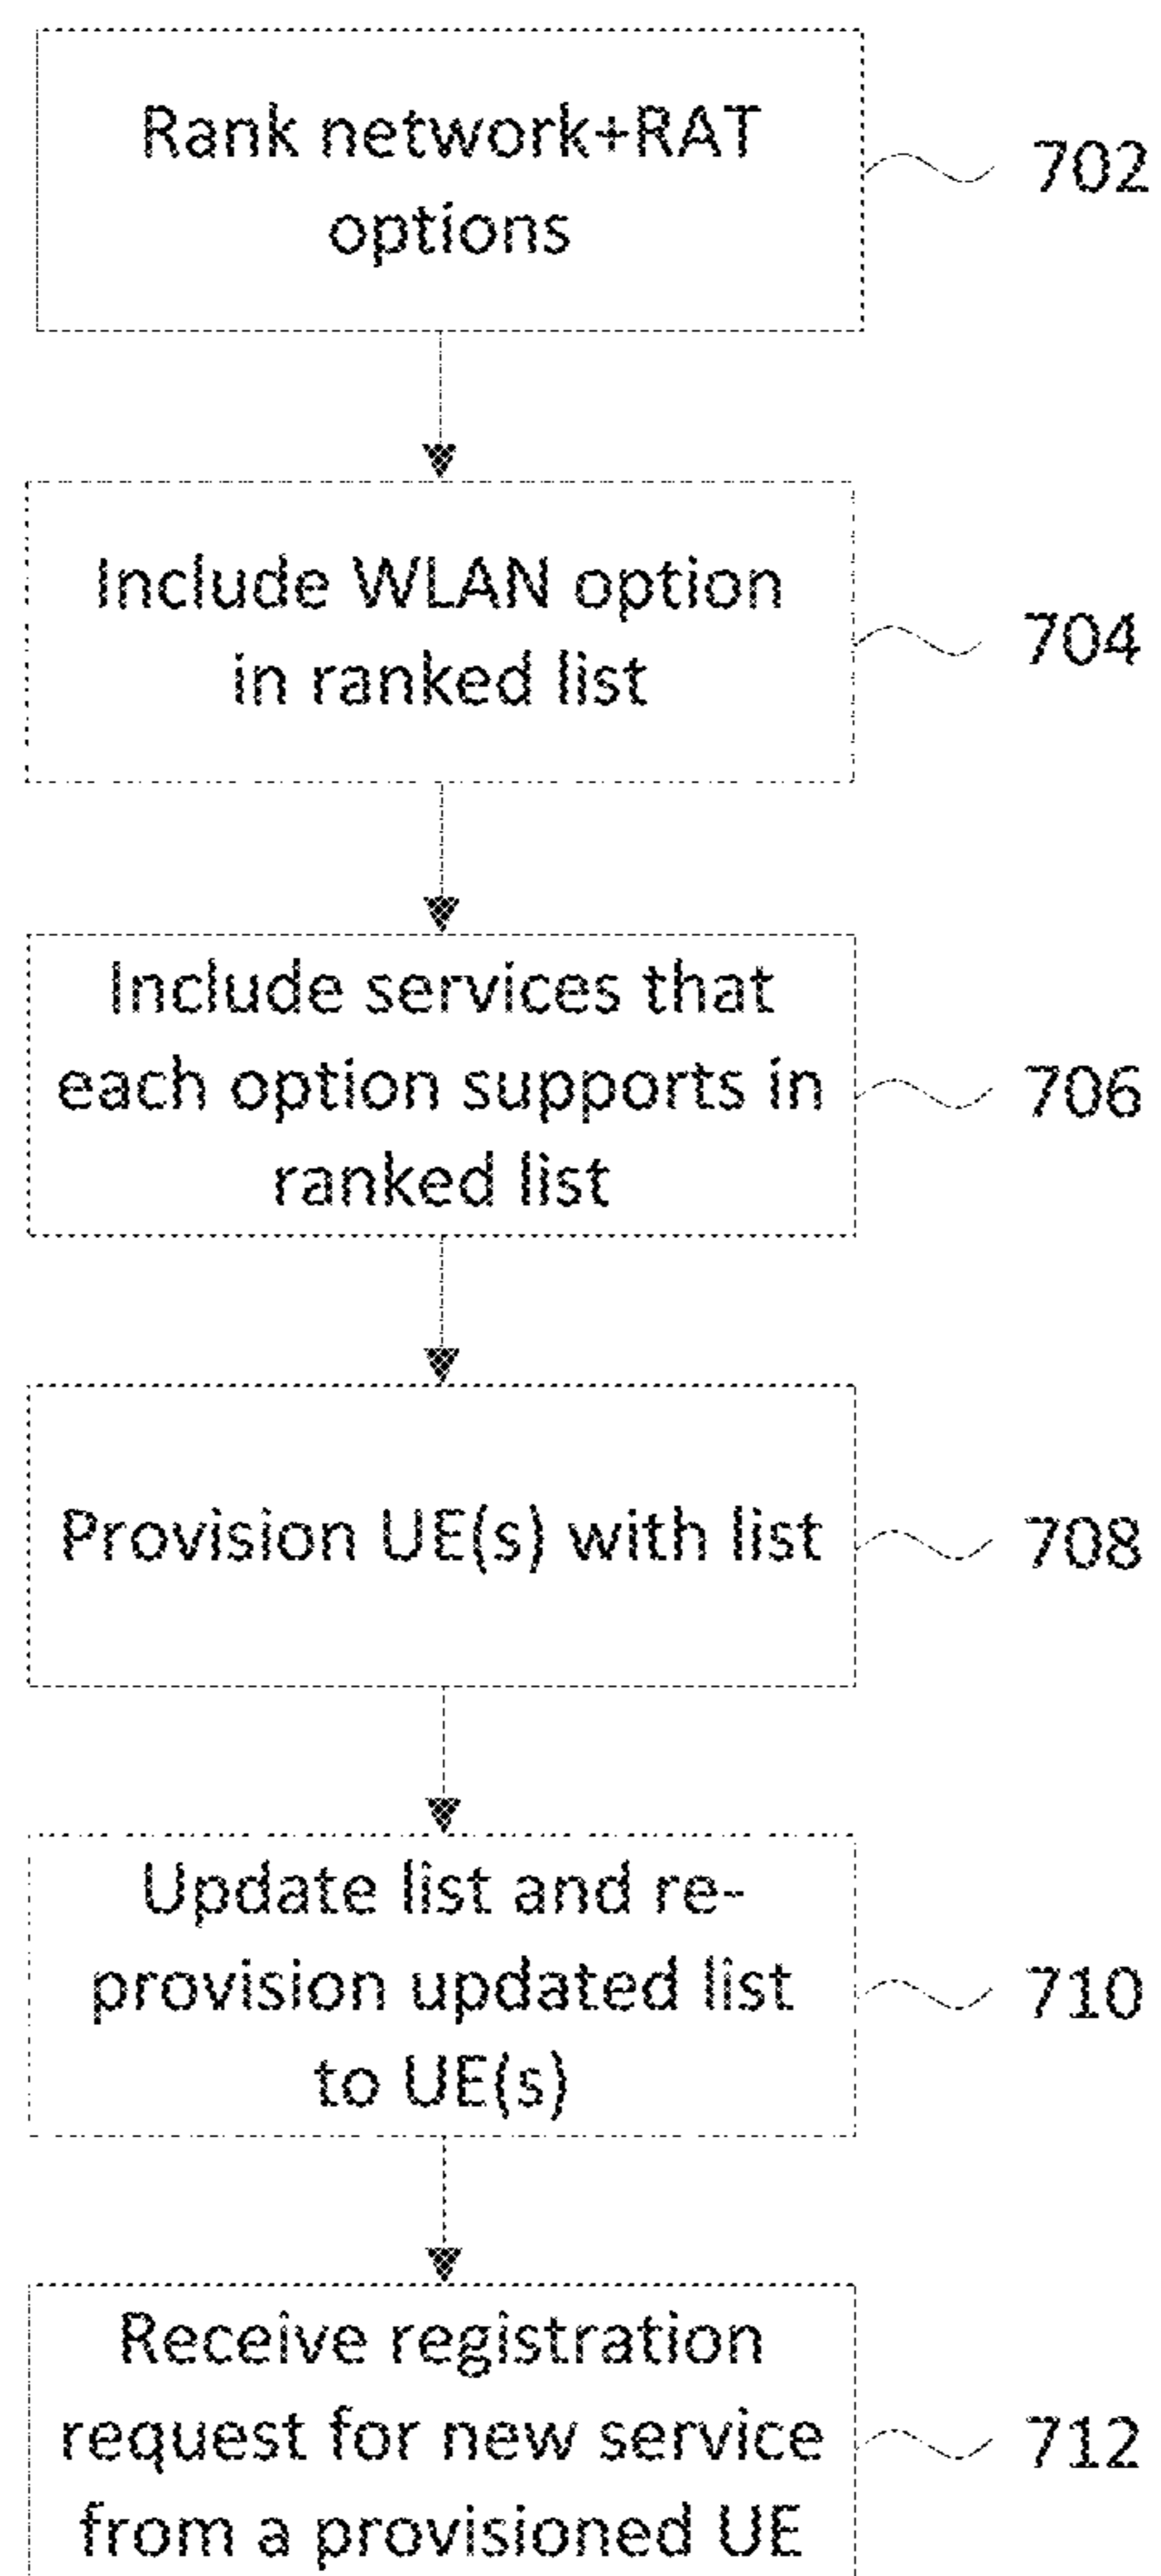 Rank network+RAT
options
702
Include WLAN option
in ranked list
704
Include services that
each option supports in
ranked list
706
Provision UE(s) with list
708
Update list and re-
provision updated list
to UE(s)
710
Receive registration
request for new service
from a provisioned UE
712